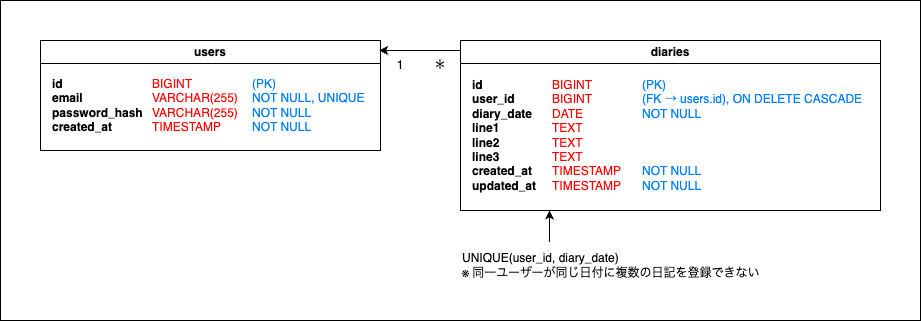 users
id BIGINT (PK)
email VARCHAR(255) NOT NULL, UNIQUE
password_hash VARCHAR(255) NOT NULL
created_at TIMESTAMP NOT NULL
1 *
diaries
id BIGINT (PK)
user_id BIGINT (FK → users.id), ON DELETE CASCADE
diary_date DATE NOT NULL
line1 TEXT
line2 TEXT
line3 TEXT
created_at TIMESTAMP NOT NULL
updated_at TIMESTAMP NOT NULL
UNIQUE(user_id, diary_date)
※ 同一ユーザーが同じ日付に複数の日記を登録できない